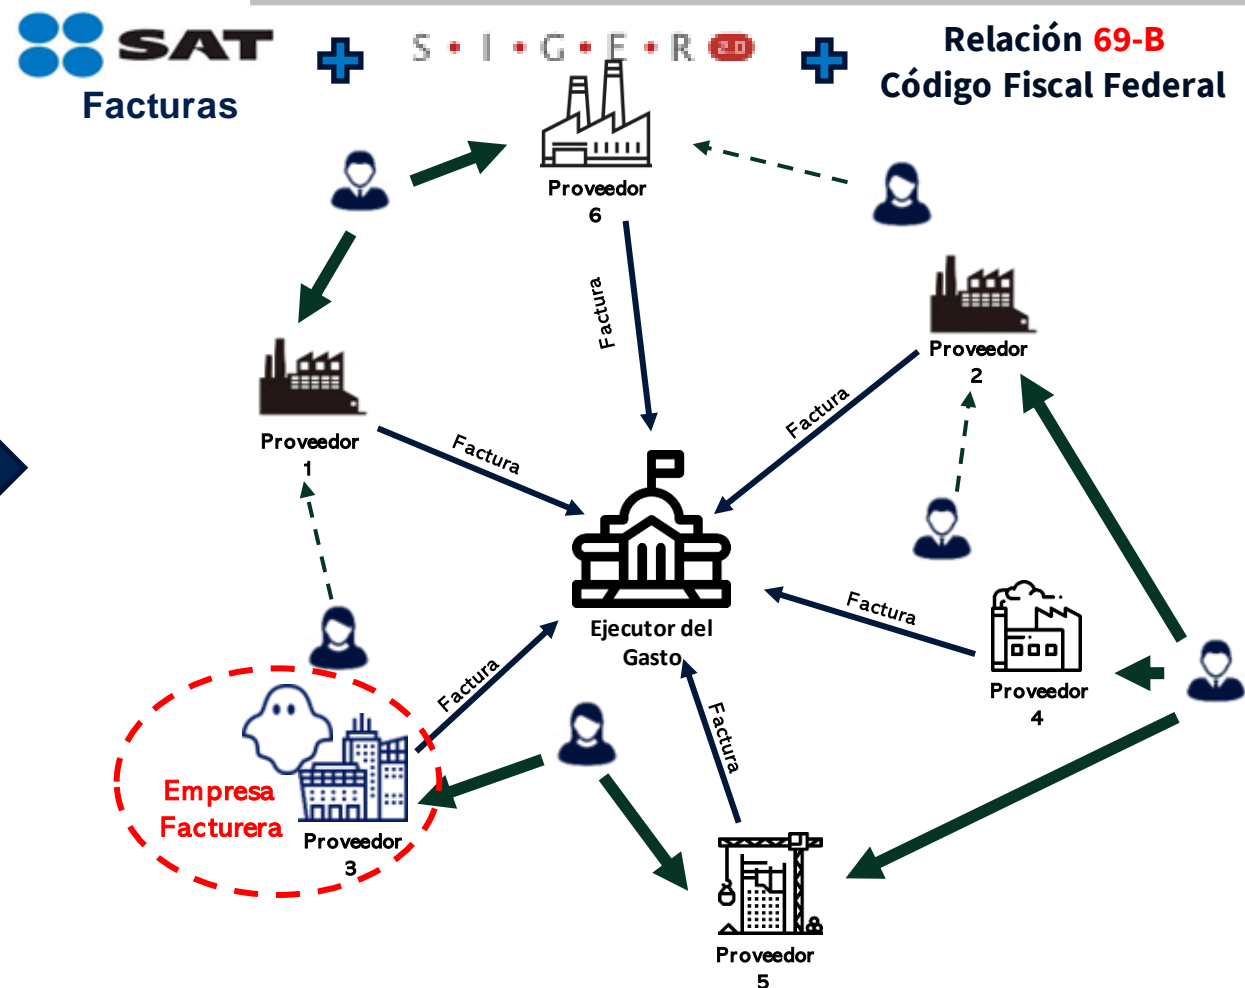 SAT
Facturas
S • I • G • E • R 2.0
Relación 69-B
Código Fiscal Federal
Proveedor
6
Factura
Proveedor
2
Factura
Proveedor
1
Factura
Ejecutor del
Gasto
Factura
Proveedor
4
Factura
Factura
Empresa
Facturera
Proveedor
3
Proveedor
5